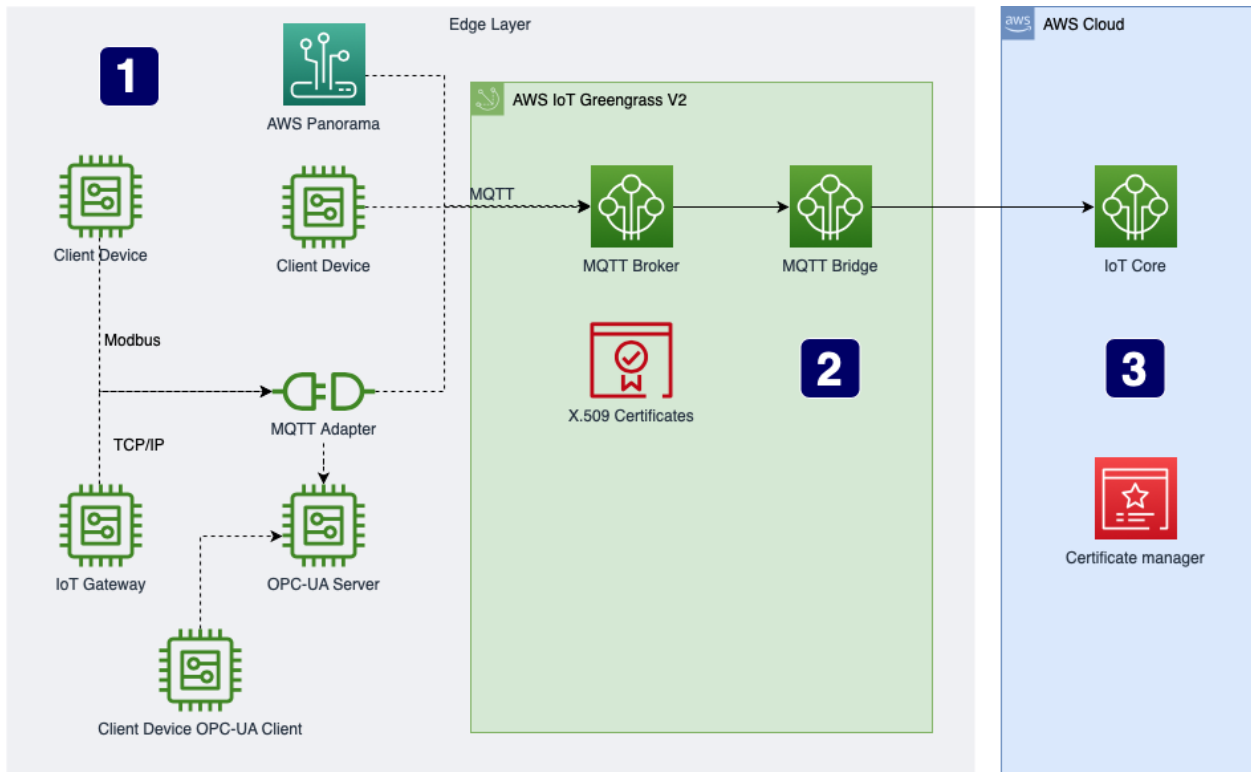 Edge Layer
1
AWS Panorama
Client Device
Client Device
Modbus
TCP/IP
MQTT Adapter
IoT Gateway
OPC-UA Server
Client Device OPC-UA Client
MQTT
AWS IoT Greengrass V2
MQTT Broker
MQTT Bridge
X.509 Certificates
2
aws
AWS Cloud
IoT Core
3
Certificate manager